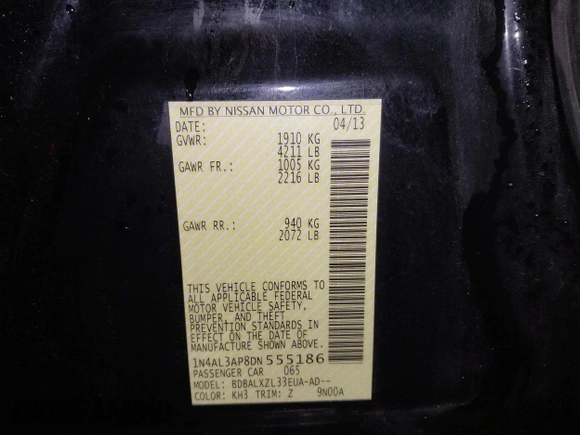 MFD BY NISSAN MOTOR CO., LTD.
DATE: 04/13
GVWR: 1910 KG
4211 LB
GAWR FR.: 1005 KG
2216 LB
GAWR RR.: 940 KG
2072 LB
THIS VEHICLE CONFORMS TO
ALL APPLICABLE FEDERAL
MOTOR VEHICLE SAFETY,
BUMPER, AND THEFT
PREVENTION STANDARDS IN
EFFECT ON THE DATE OF
MANUFACTURE SHOWN ABOVE.
1N4AL3AP8DN555186
PASSENGER CAR 065
MODEL: BDBALXZL33EUA-AD--
COLOR: KH3 TRIM: Z 9N00A